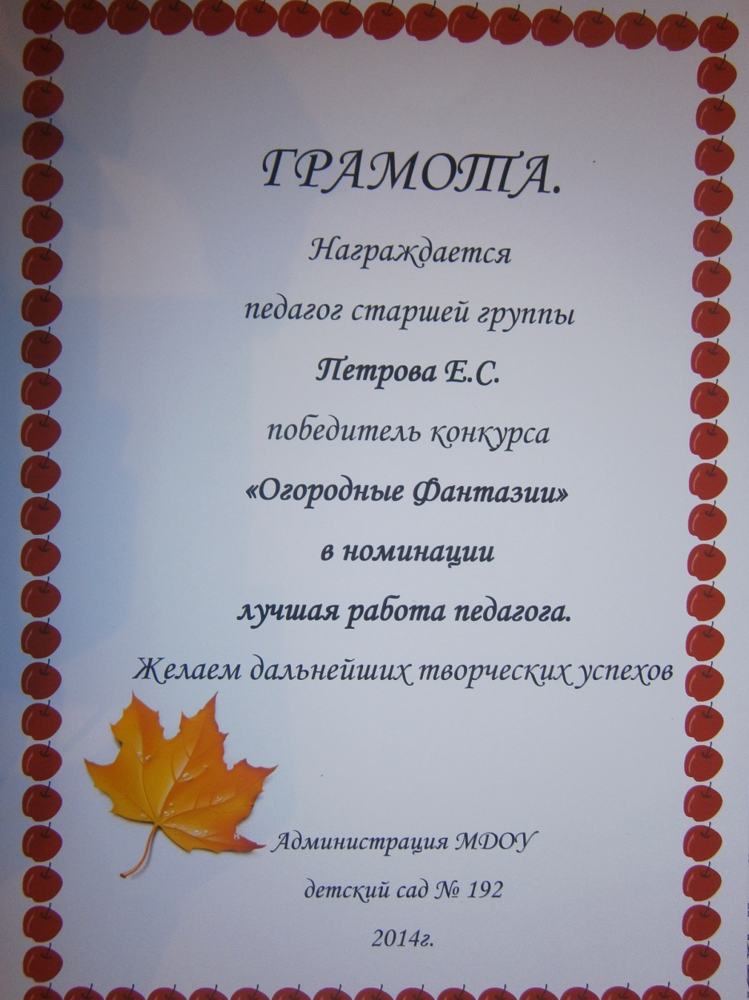 ГРАМОТА.
Награждается
педагог старшей группы
Петрова Е.С.
победитель конкурса
«Огородные Фантазии»
в номинации
лучшая работа педагога.
Желаем дальнейших творческих успехов
Администрация МДОУ
детский сад № 192
2014г.